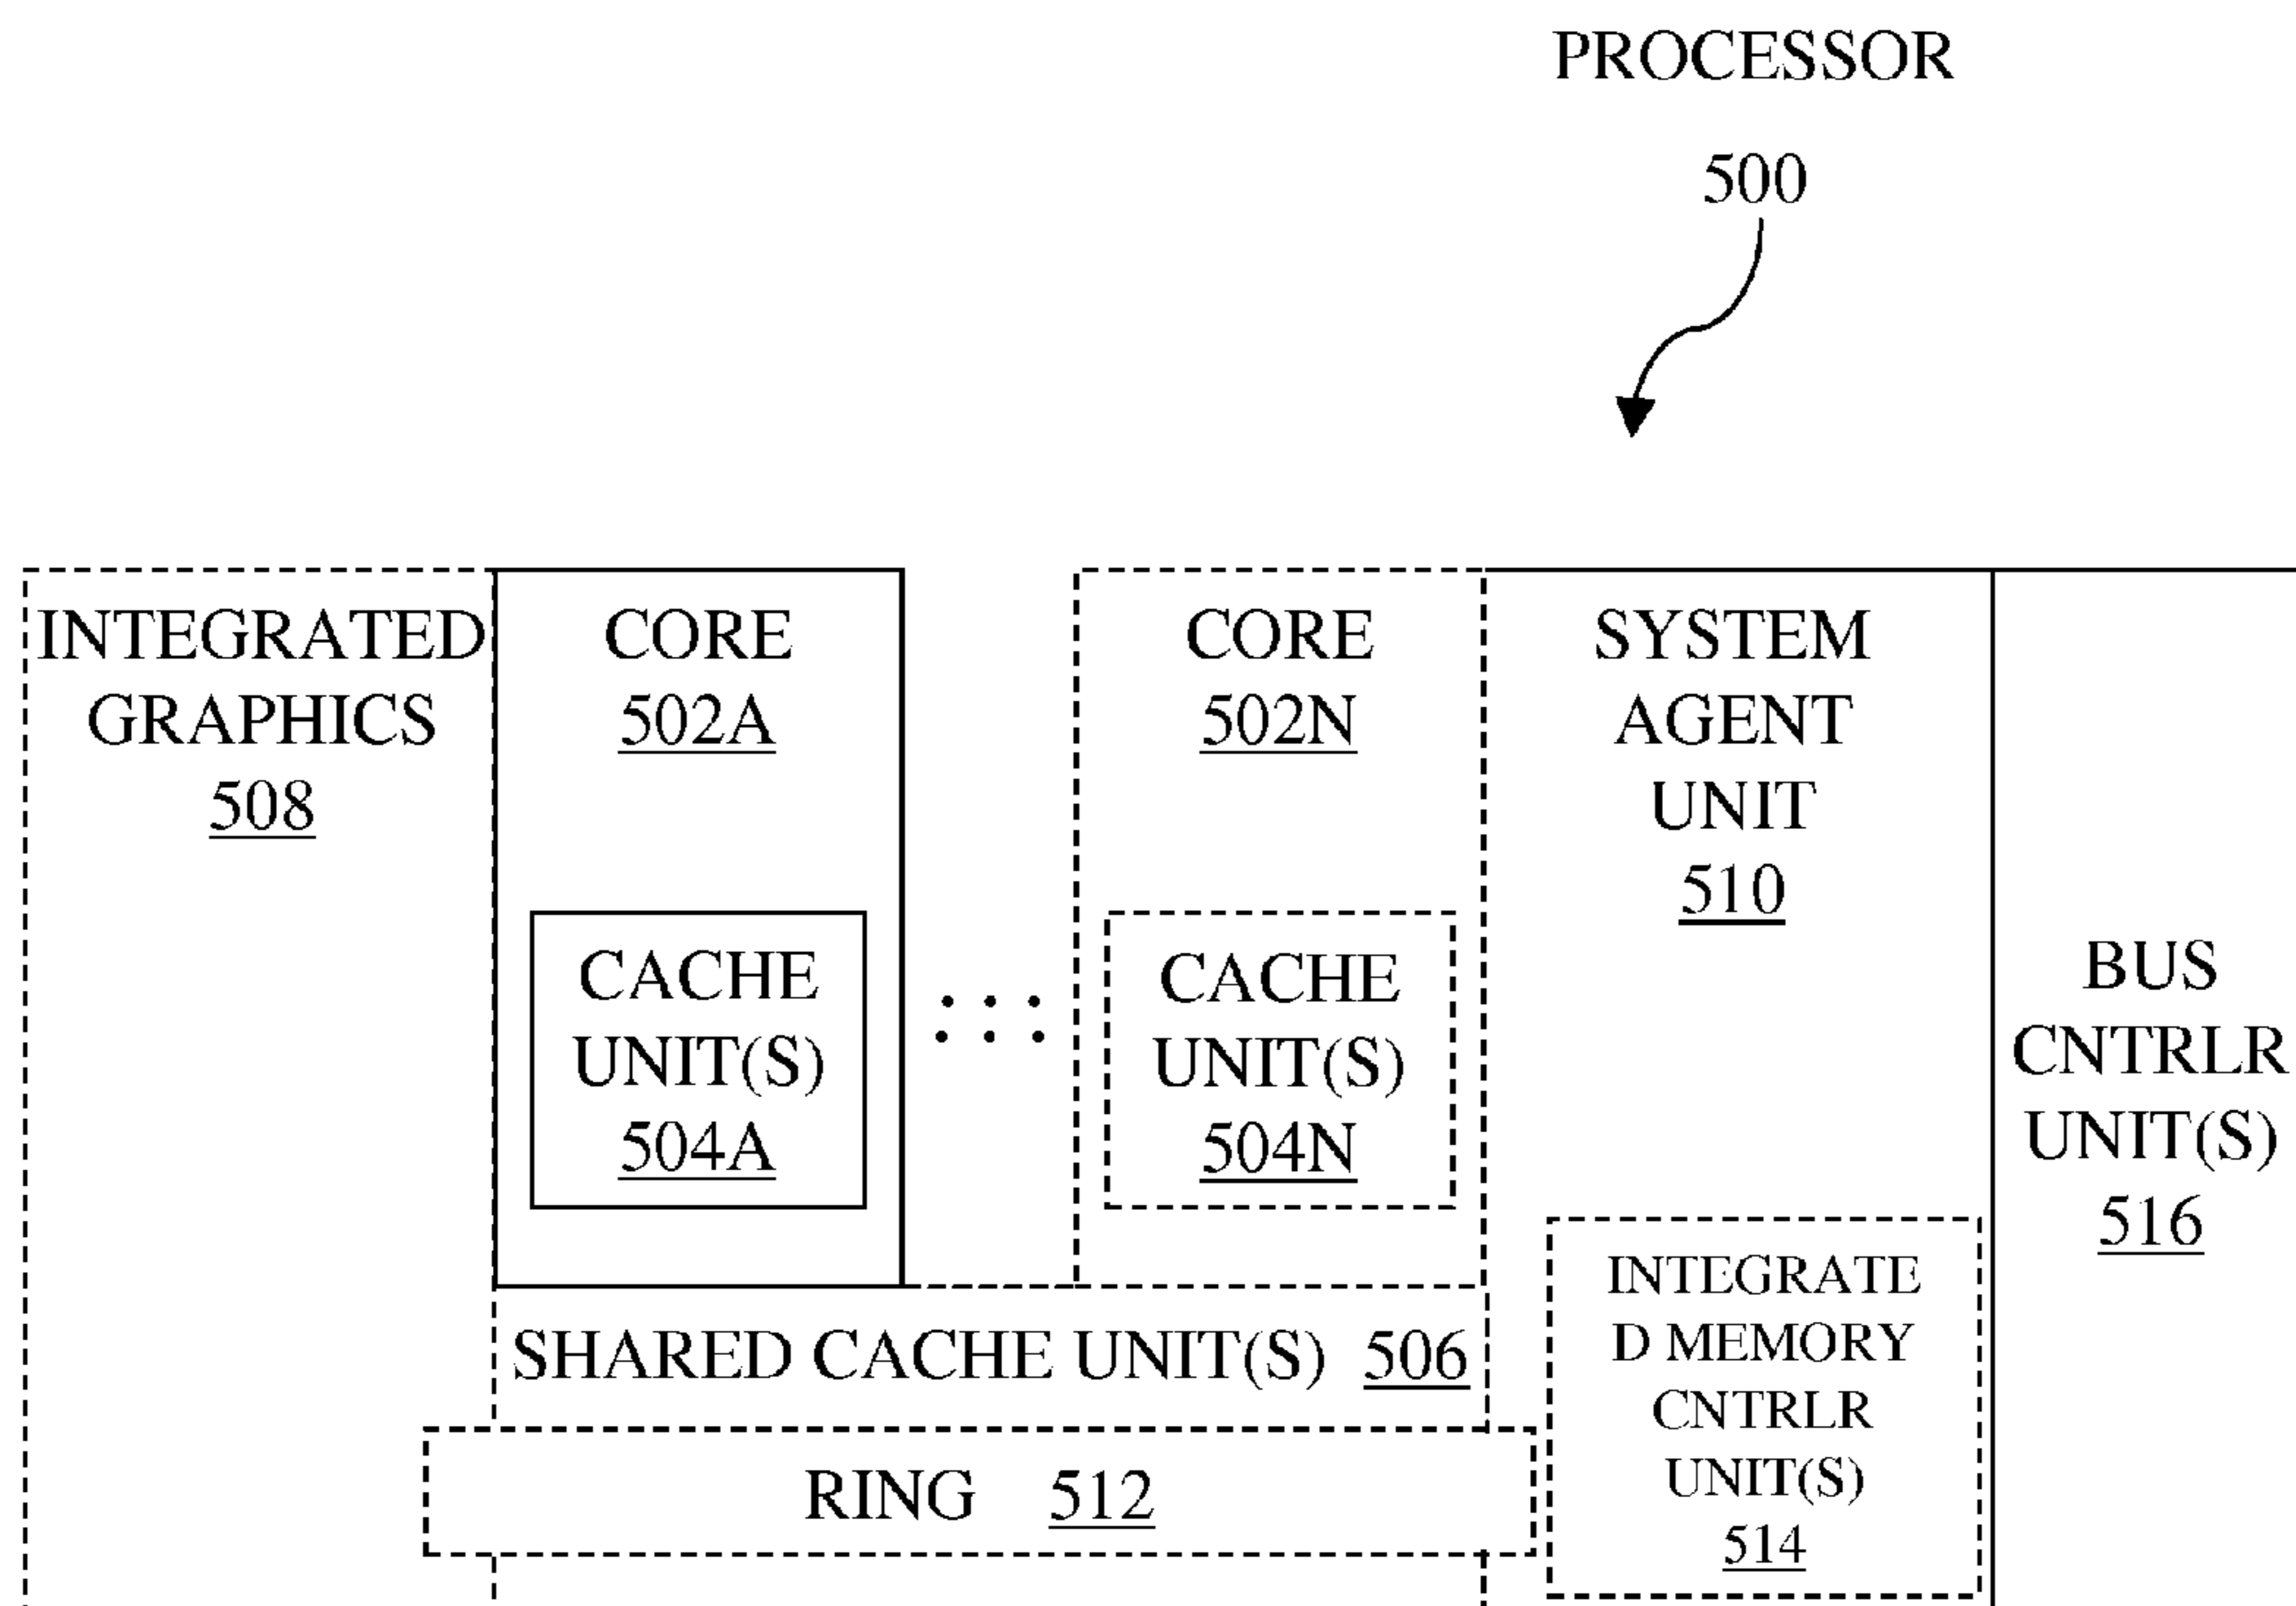 PROCESSOR
500
INTEGRATED
GRAPHICS
508
CORE
502A
CACHE
UNIT(S)
504A
CORE
502N
CACHE
UNIT(S)
504N
SYSTEM
AGENT
UNIT
510
BUS
CNTRLR
UNIT(S)
516
INTEGRATE
D MEMORY
CNTRLR
UNIT(S)
514
SHARED CACHE UNIT(S) 506
RING 512